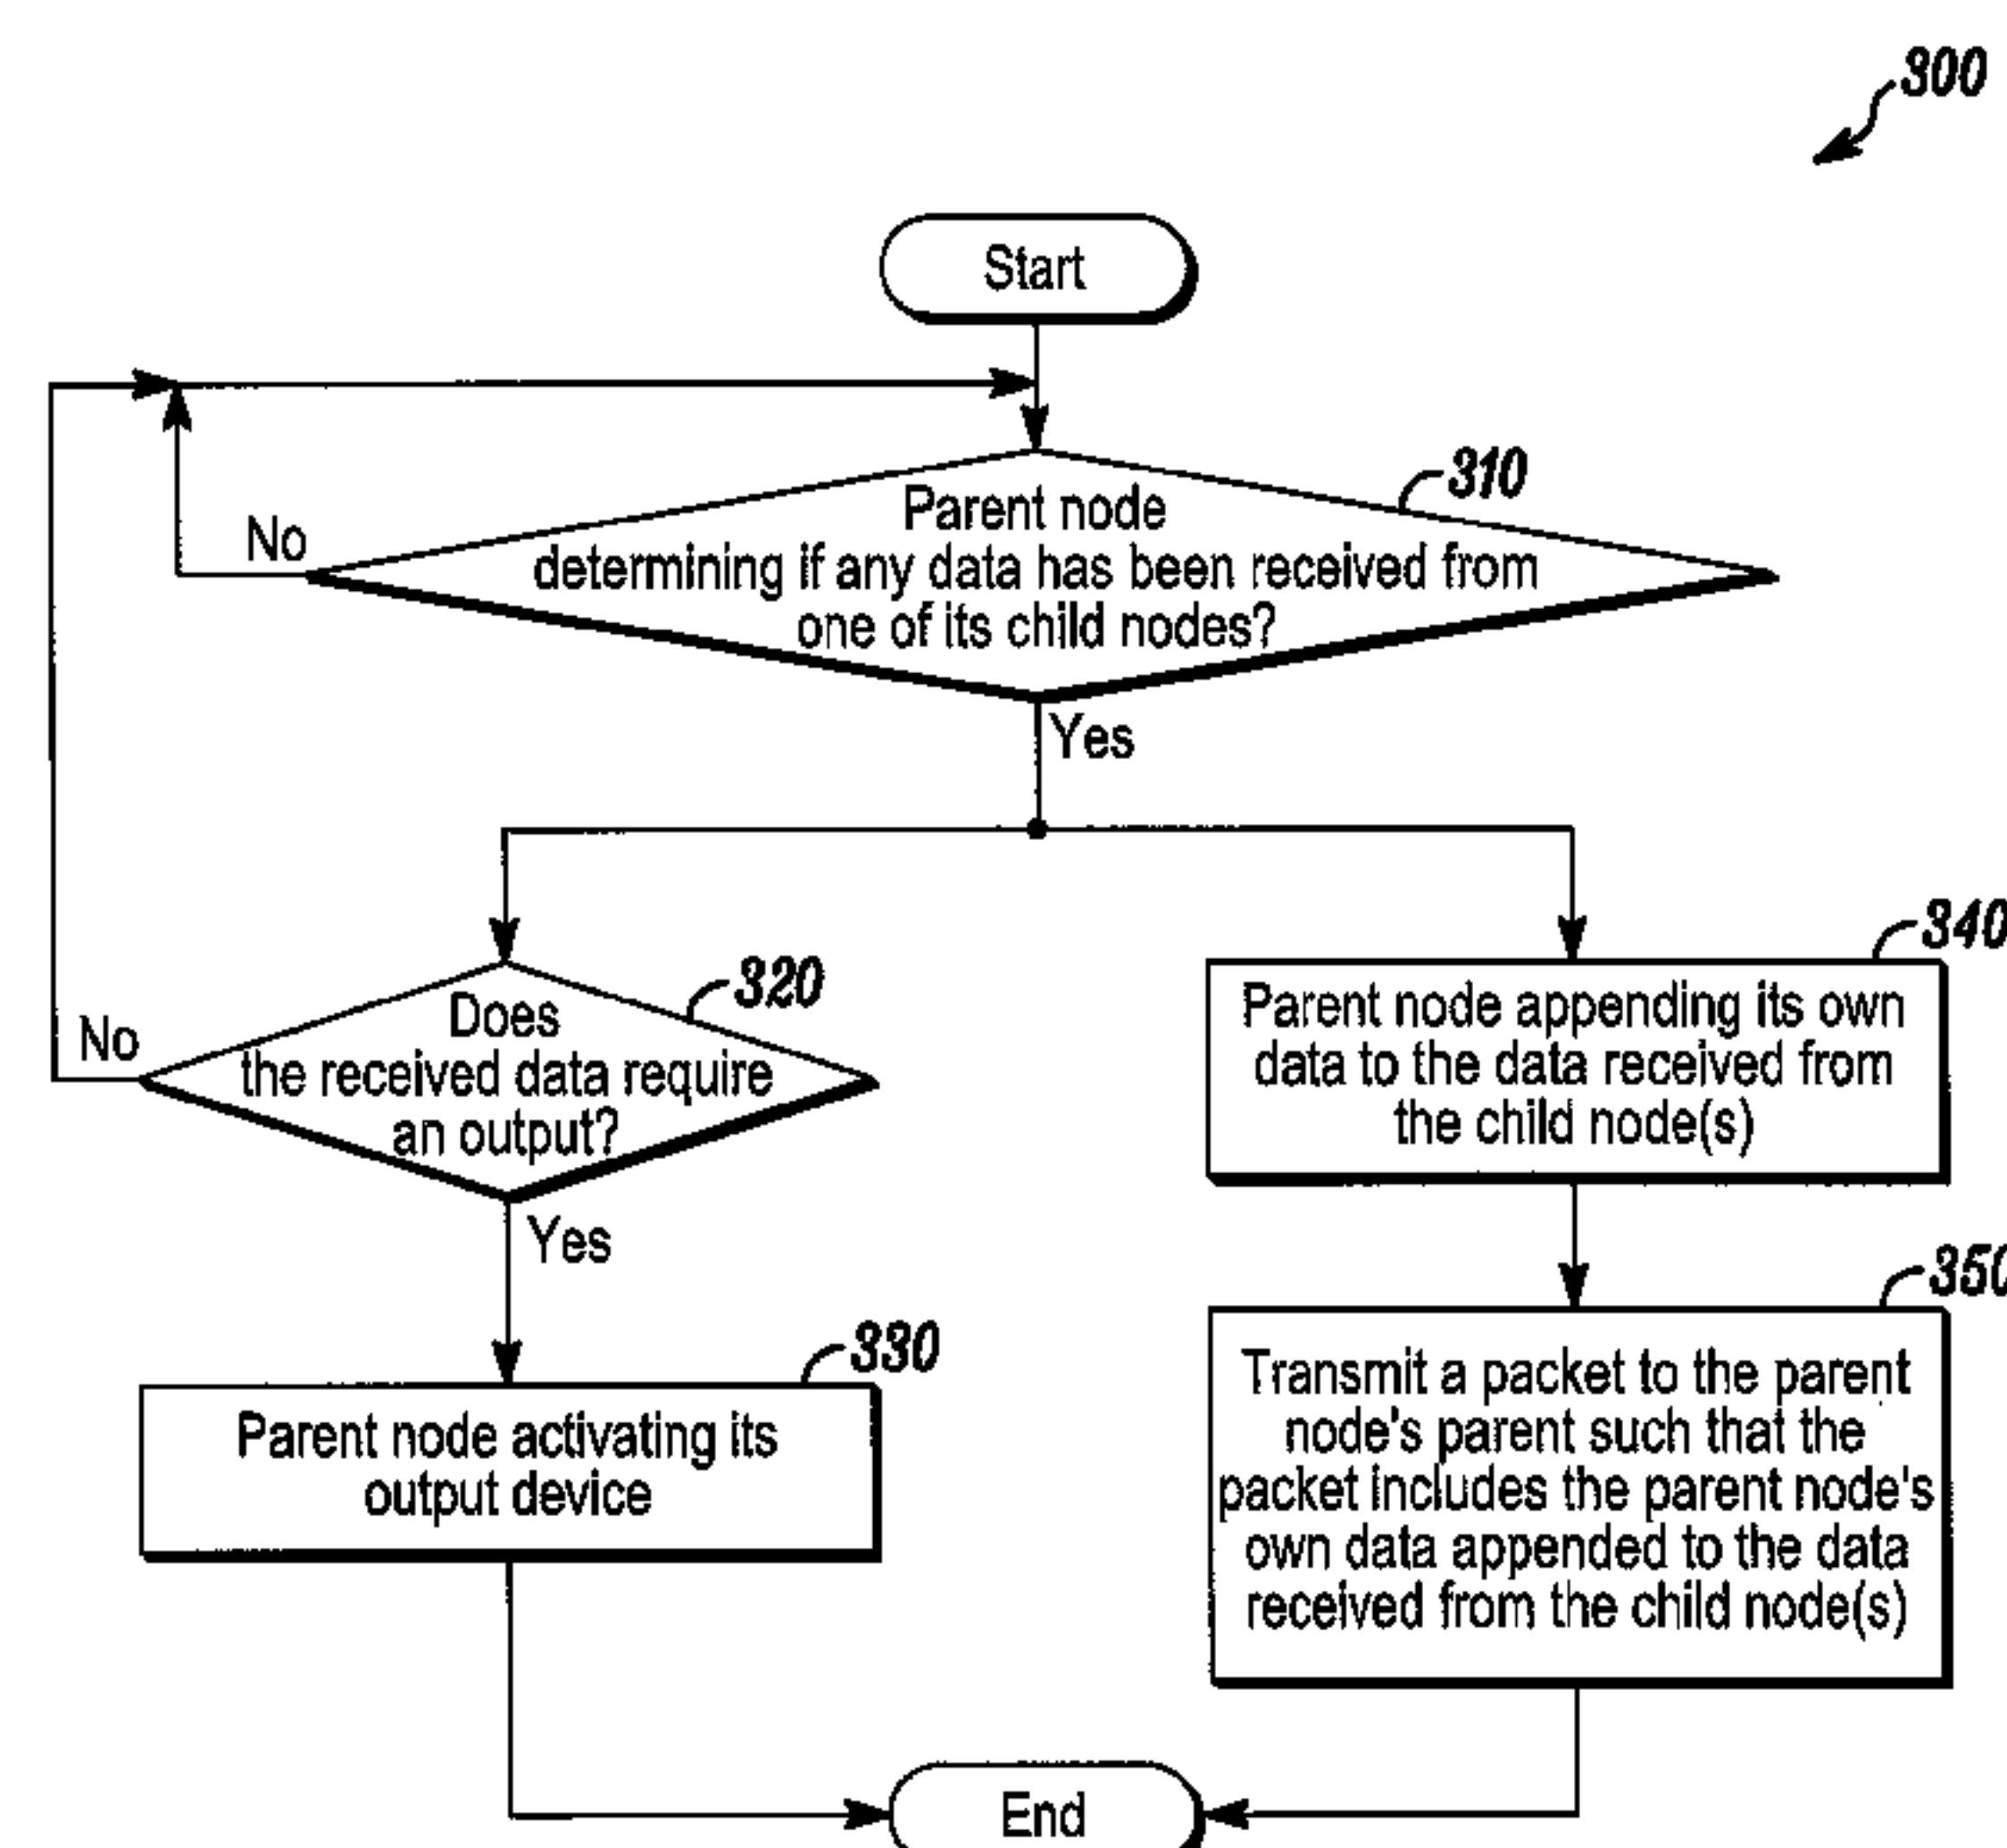 300
Start
310
Parent node
determining if any data has been received from
one of its child nodes?
No
Yes
320
Does
the received data require
an output?
No
Yes
330
Parent node activating its
output device
340
Parent node appending its own
data to the data received from
the child node(s)
350
Transmit a packet to the parent
node's parent such that the
packet includes the parent node's
own data appended to the data
received from the child node(s)
End